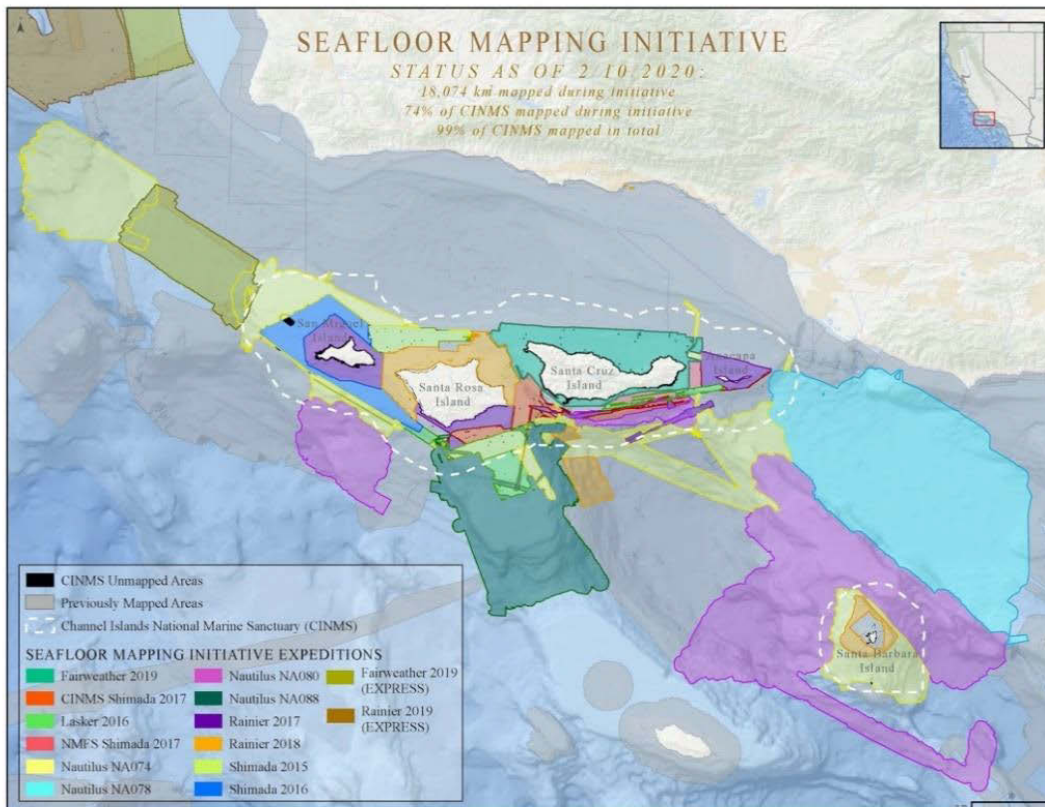 SEAFLOOR MAPPING INITIATIVE
STATUS AS OF 2/10/2020:
18,074 km² mapped during initiative
74% of CINMS mapped during initiative
99% of CINMS mapped in total
San Miguel
Island
Santa Rosa
Island
Santa Cruz
Island
Island
Santa Barbara
Island
CINMS Unmapped Areas
Previously Mapped Areas
Channel Islands National Marine Sanctuary (CINMS)
SEAFLOOR MAPPING INITIATIVE EXPEDITIONS
Fairweather 2019
CINMS Shimada 2017
Lasker 2016
NMFS Shimada 2017
Nautilus NA074
Nautilus NA078
Nautilus NA080
Nautilus NA088
Rainier 2017
Rainier 2018
Shimada 2015
Shimada 2016
Fairweather 2019
(EXPRESS)
Rainier 2019
(EXPRESS)